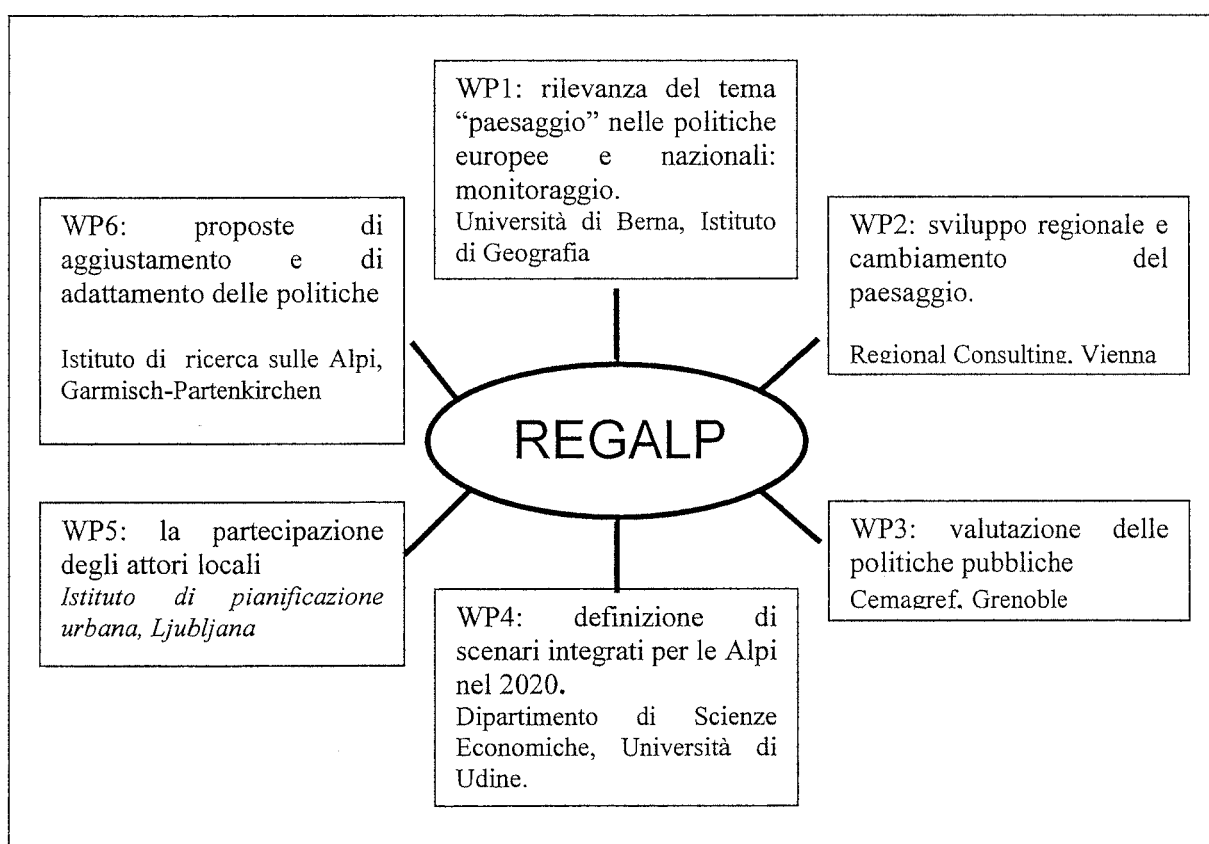 WP1: rilevanza del tema
“paesaggio” nelle politiche
europee e nazionali:
monitoraggio.
Università di Berna, Istituto
di Geografia
WP2: sviluppo regionale e
cambiamento del
paesaggio.
Regional Consulting. Vienna
WP3: valutazione delle
politiche pubbliche
Cemagref. Grenoble
WP4: definizione di
scenari integrati per le Alpi
nel 2020.
Dipartimento di Scienze
Economiche, Università di
Udine.
WP5: la partecipazione
degli attori locali
Istituto di pianificazione
urbana, Ljubljana
WP6: proposte di
aggiustamento e di
adattamento delle politiche
Istituto di ricerca sulle Alpi,
Garmisch-Partenkirchen
REGALP